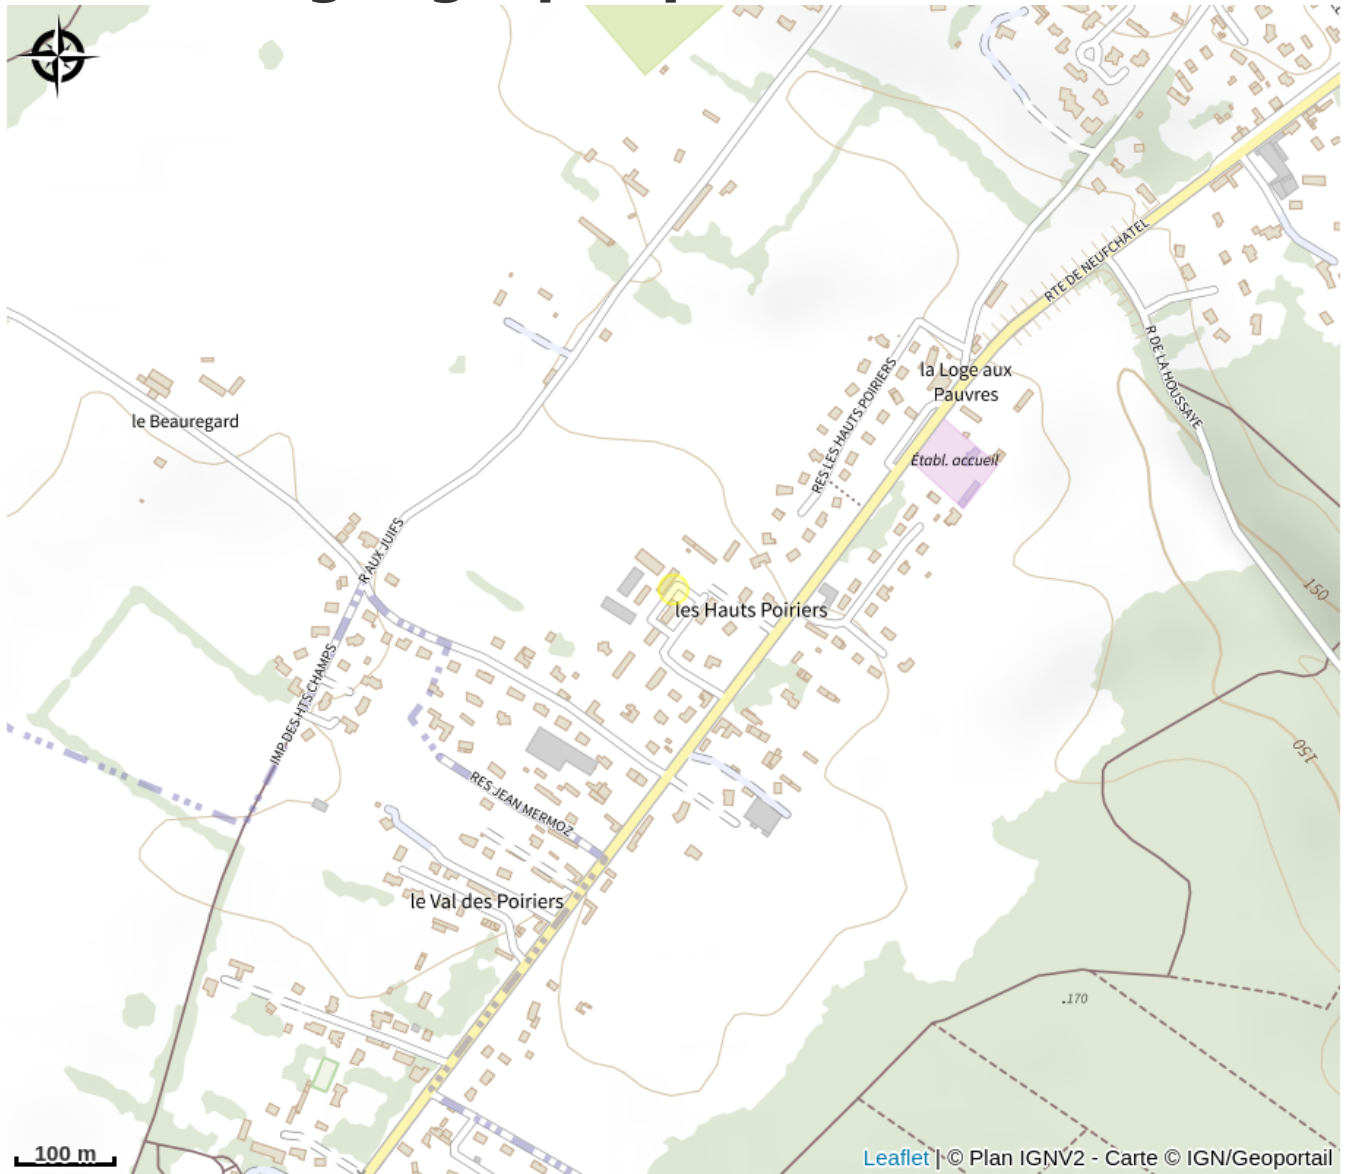 RTE DE NEUFCHATEL
R DE LA HOUSSAYE
la Loge aux
Pauvres
RES LES HAUTS POIRIERS
le Beauregard
Établ. accueil
R AUX JUIFS
150
les Hauts Poiriers
IMP DES HTS CHAMPS
150
RES JEAN MERMOZ
le Val des Poiriers
.170
100 m
Leaflet | © Plan IGNV2 - Carte © IGN/Geoportail